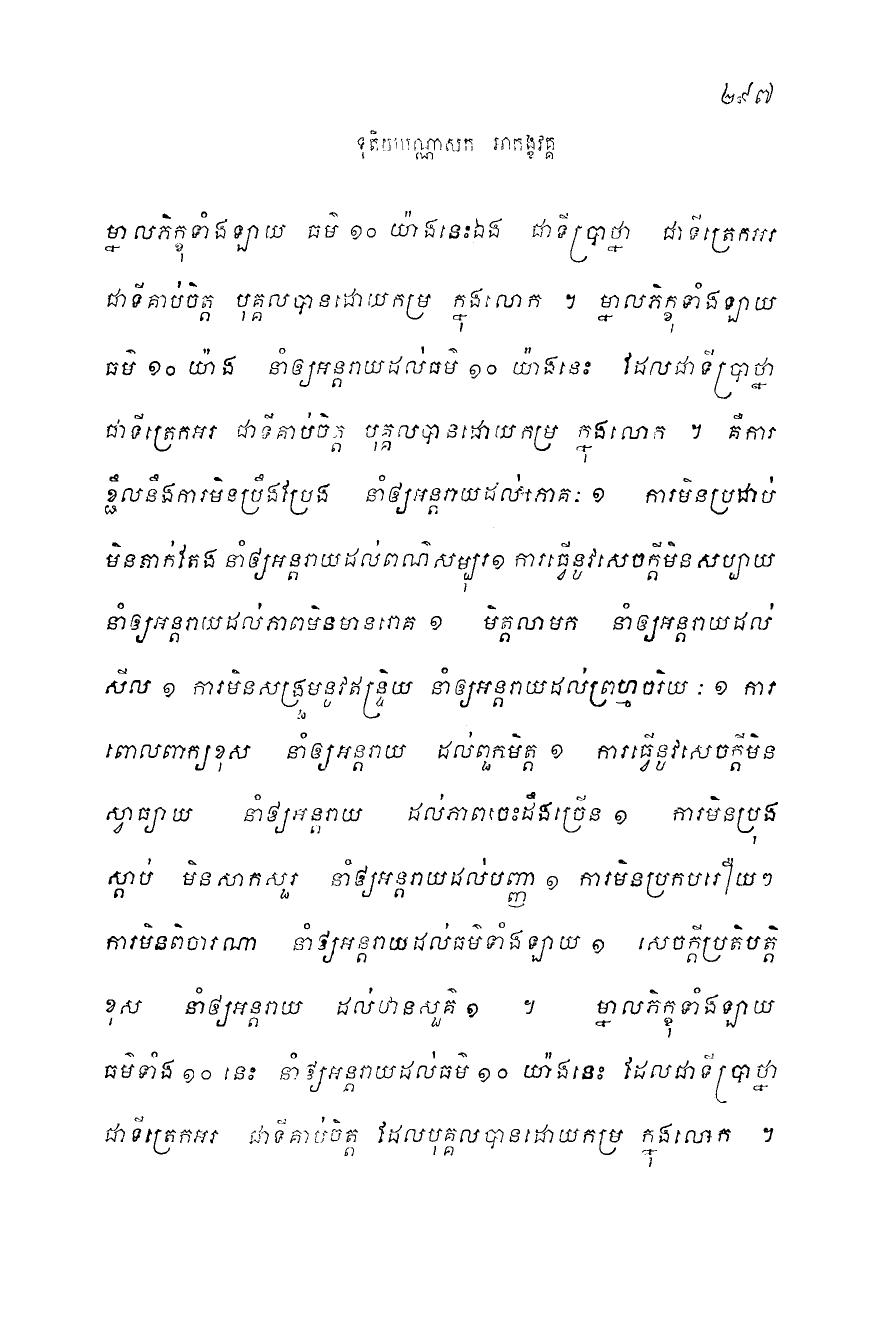 ២៩៧
ទុតិយបណ្ណាសក អាកង្ខវគ្គ
ម្នាលភិក្ខុទាំងឡាយ ធម៌ ១០ យ៉ាងនេះឯង ជាទីប្រាថ្នា ជាទីត្រេកអរ
ជាទីគាប់ចិត្ត បុគ្គលបានដោយកម្រ ក្នុងលោក ។ ម្នាលភិក្ខុទាំងឡាយ
ធម៌ ១០ យ៉ាង នាំឲ្យអន្តរាយដល់ធម៌ ១០ យ៉ាងនេះ ដែលជាទីប្រាថ្នា
ជាទីត្រេកអរ ជាទីគាប់ចិត្ត បុគ្គលបានដោយកម្រ ក្នុងលោក ។ គឺការ
ខ្ជិលនឹងការមិនប្រឹងប្រែង នាំឲ្យអន្តរាយដល់ភោគៈ ១ ការមិនប្រដាប់
មិនតាក់តែង នាំឲ្យអន្តរាយដល់ពណ៌សម្បុរ១ ការធ្វើនូវសេចក្តីមិនសប្បាយ
នាំឲ្យអន្តរាយដល់ភាពមិនមានរោគ ១ មិត្តលាមក នាំឲ្យអន្តរាយដល់
សីល ១ ការមិនសង្រួមនូវឥន្ទ្រិយ នាំឲ្យអន្តរាយដល់ព្រហ្មចរិយៈ ១ ការ
ពោលពាក្យខុស នាំឲ្យអន្តរាយ ដល់ពួកមិត្ត ១ ការធ្វើនូវសេចក្តីមិន
ស្វាធ្យាយ នាំឲ្យអន្តរាយ ដល់ភាពចេះដឹងច្រើន ១ ការមិនប្រុង
ស្តាប់ មិនសាកសួរ នាំឲ្យអន្តរាយដល់បញ្ញា ១ ការមិនប្រកបរឿយៗ
ការមិនពិចារណា នាំឲ្យអន្តរាយដល់ធម៌ទាំងឡាយ ១ សេចក្តីប្រតិបត្តិ
ខុស នាំឲ្យអន្តរាយ ដល់ឋានសួគ៌ ១ ។ ម្នាលភិក្ខុទាំងឡាយ
ធម៌ទាំង ១០ នេះ នាំឱ្យអន្តរាយដល់ធម៌ ១០ យ៉ាងនេះ ដែលជាទីប្រាថ្នា
ជាទីត្រេកអរ ជាទីគាប់ចិត្ត ដែលបុគ្គលបានដោយកម្រ ក្នុងលោក ។